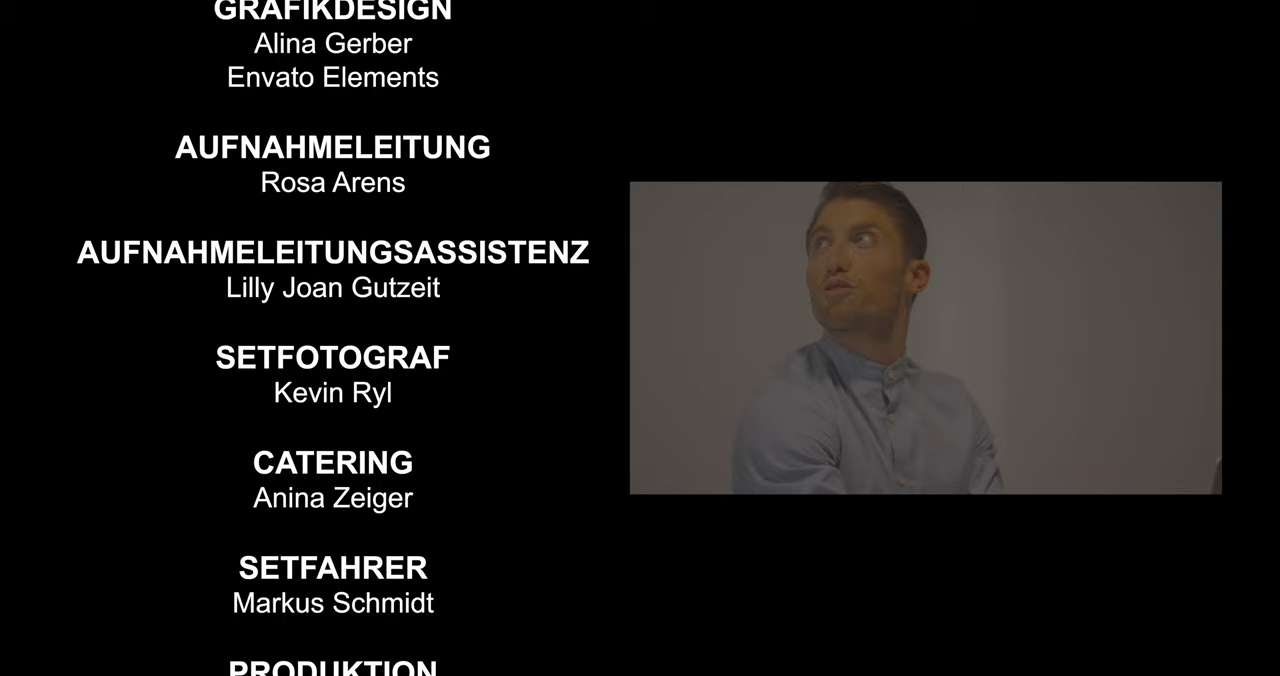 GRAFIKDESIGN
Alina Gerber
Envato Elements
AUFNAHMELEITUNG
Rosa Arens
AUFNAHMELEITUNGSASSISTENZ
Lilly Joan Gutzeit
SETFOTOGRAF
Kevin Ryl
CATERING
Anina Zeiger
SETFAHRER
Markus Schmidt
PRODUKTION